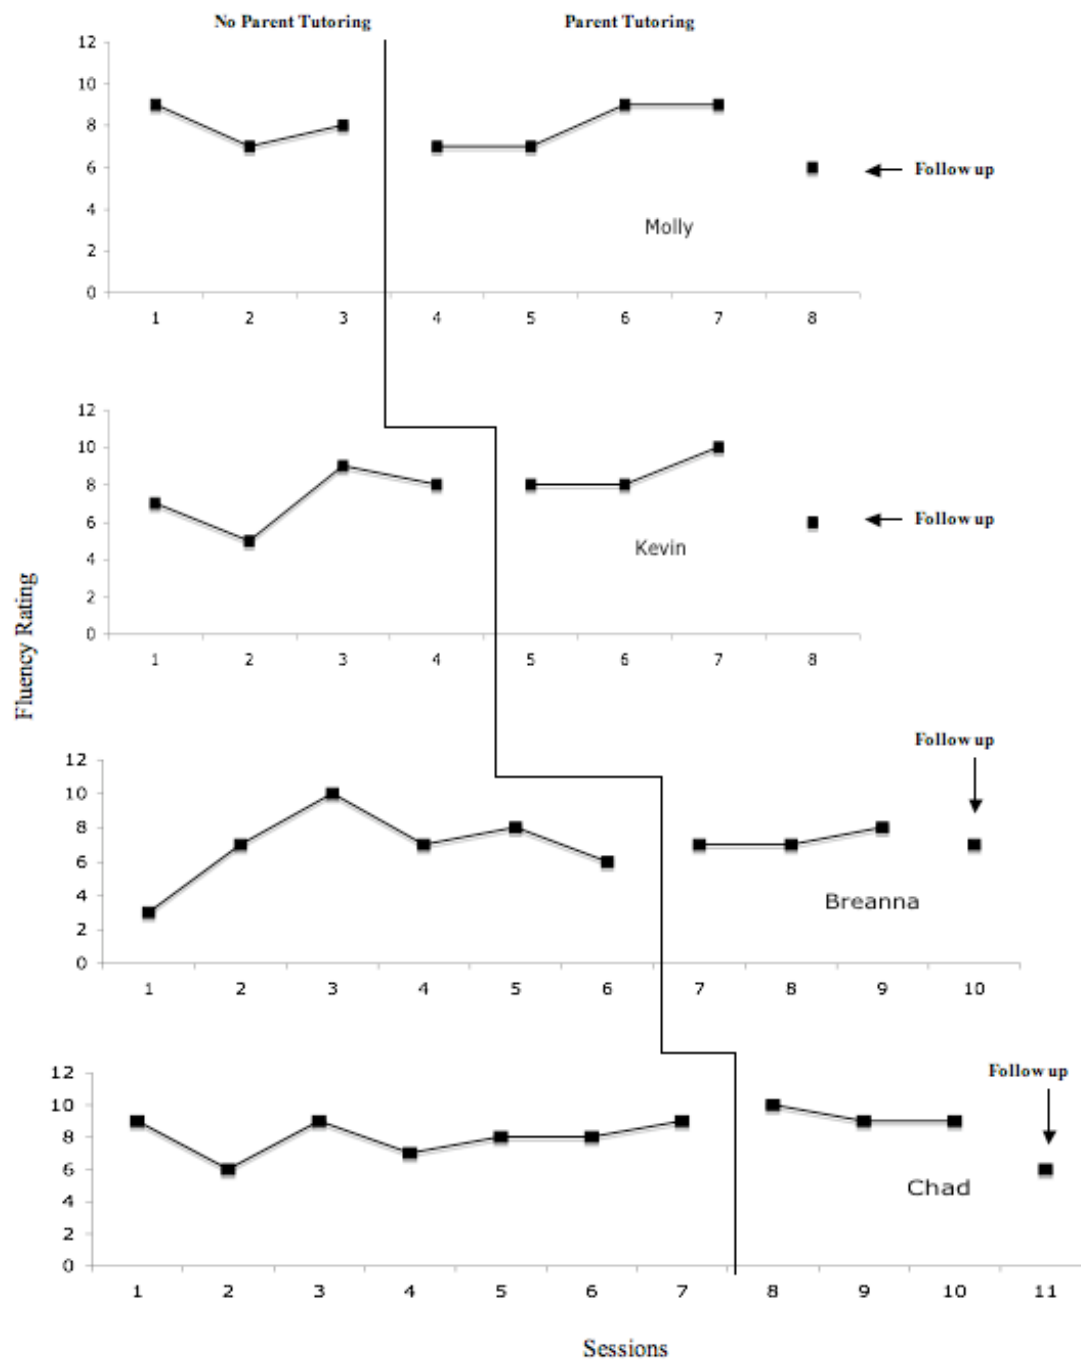 No Parent Tutoring Parent Tutoring
12
10
8
6
4
2
0
Follow up
Molly
1 2 3 4 5 6 7 8
12
10
8
6
4
2
0
Follow up
Kevin
1 2 3 4 5 6 7 8
Fluency Rating
Follow up
12
10
8
6
4
2
0
Breanna
1 2 3 4 5 6 7 8 9 10
Follow up
12
10
8
6
4
2
0
Chad
1 2 3 4 5 6 7 8 9 10 11
Sessions